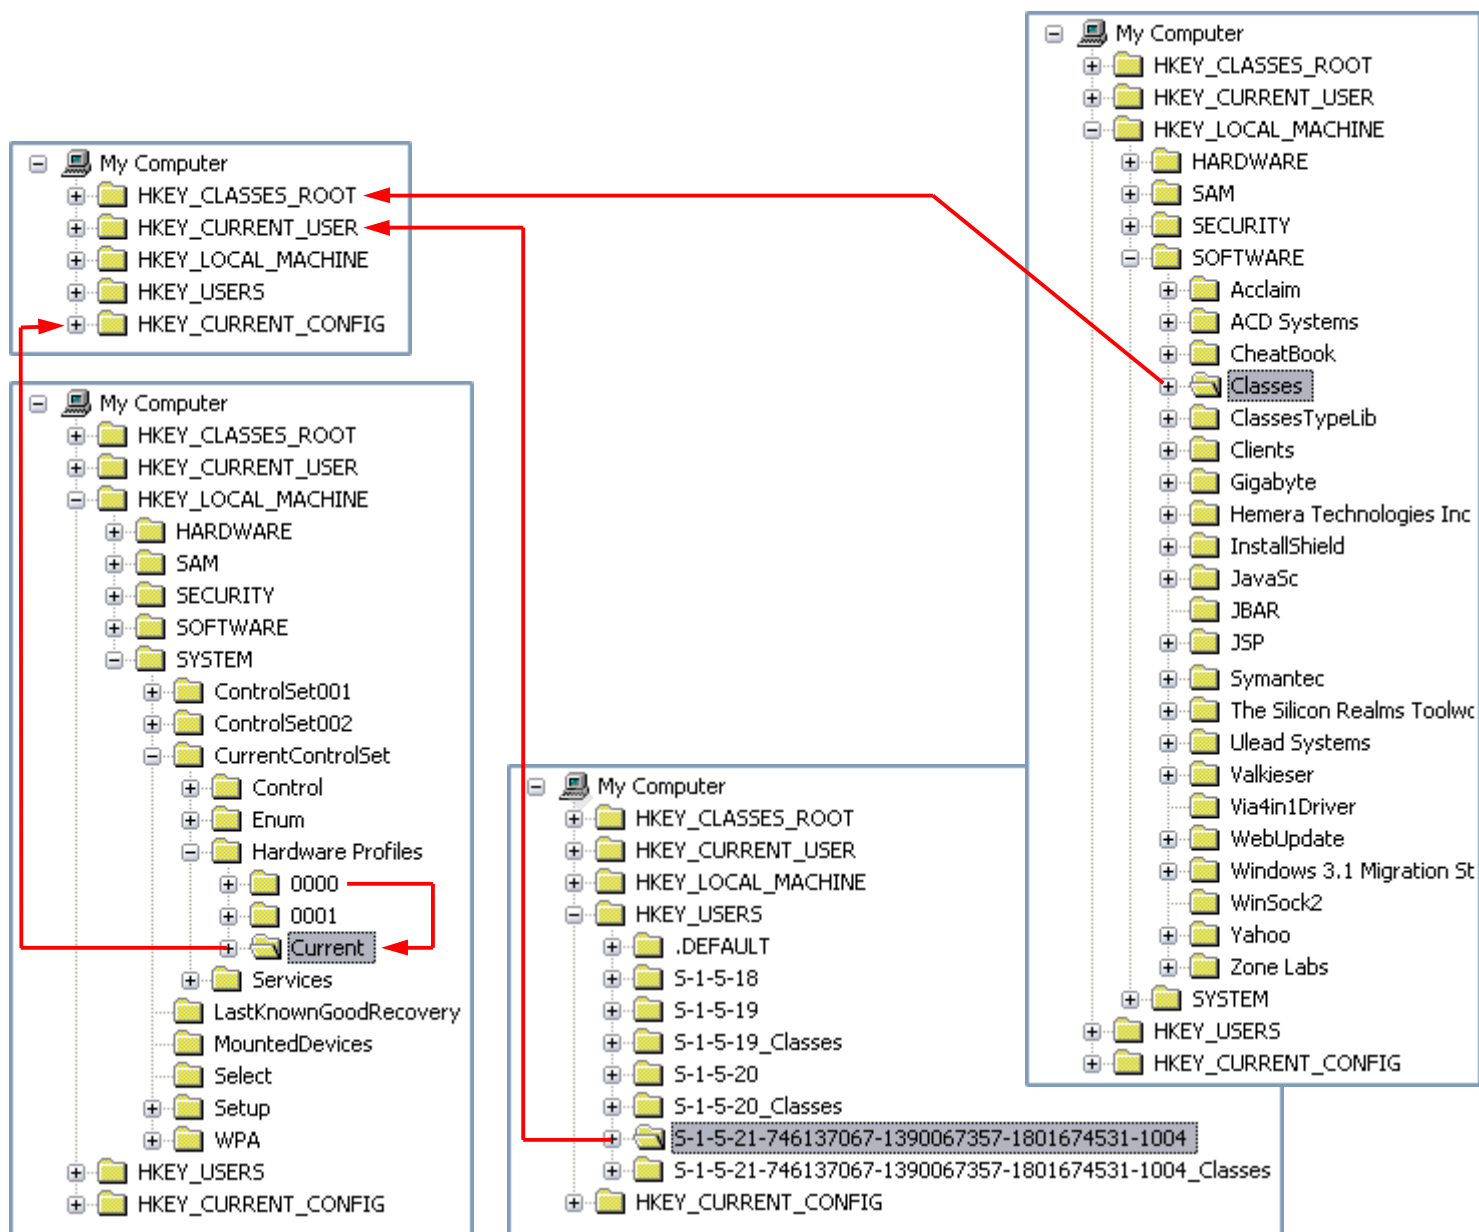 My Computer
HKEY_CLASSES_ROOT
HKEY_CURRENT_USER
HKEY_LOCAL_MACHINE
HKEY_USERS
HKEY_CURRENT_CONFIG
My Computer
HKEY_CLASSES_ROOT
HKEY_CURRENT_USER
HKEY_LOCAL_MACHINE
HARDWARE
SAM
SECURITY
SOFTWARE
SYSTEM
ControlSet001
ControlSet002
CurrentControlSet
Control
Enum
Hardware Profiles
0000
0001
Current
Services
LastKnownGoodRecovery
MountedDevices
Select
Setup
WPA
HKEY_USERS
HKEY_CURRENT_CONFIG
My Computer
HKEY_CLASSES_ROOT
HKEY_CURRENT_USER
HKEY_LOCAL_MACHINE
HKEY_USERS
.DEFAULT
S-1-5-18
S-1-5-19
S-1-5-19_Classes
S-1-5-20
S-1-5-20_Classes
S-1-5-21-746137067-1390067357-1801674531-1004
S-1-5-21-746137067-1390067357-1801674531-1004_Classes
HKEY_CURRENT_CONFIG
My Computer
HKEY_CLASSES_ROOT
HKEY_CURRENT_USER
HKEY_LOCAL_MACHINE
HARDWARE
SAM
SECURITY
SOFTWARE
Acclaim
ACD Systems
CheatBook
Classes
ClassesTypeLib
Clients
Gigabyte
Hemera Technologies Inc
InstallShield
JavaSc
JBAR
JSP
Symantec
The Silicon Realms Toolwo
Ulead Systems
Valkieser
Via4in1Driver
WebUpdate
Windows 3.1 Migration St
WinSock2
Yahoo
Zone Labs
SYSTEM
HKEY_USERS
HKEY_CURRENT_CONFIG